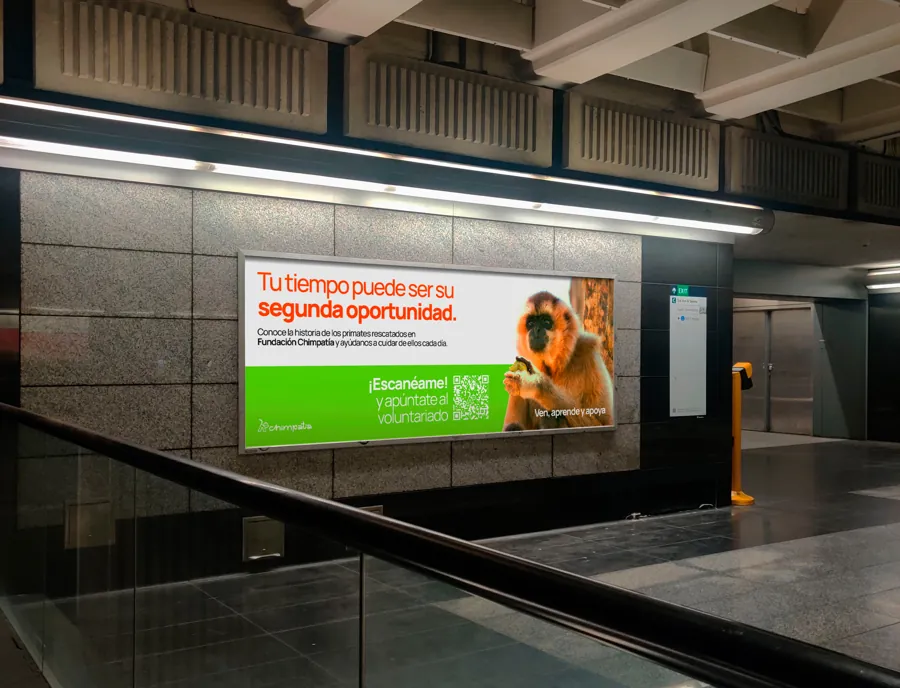 Tu tiempo puede ser su
segunda oportunidad.
Conoce la historia de los primates rescatados en
Fundación Chimpatía y ayúdanos a cuidar de ellos cada día.
¡Escanéame!
y apúntate al
voluntariado
chimpatía
Ven, aprende y apoya
EXIT